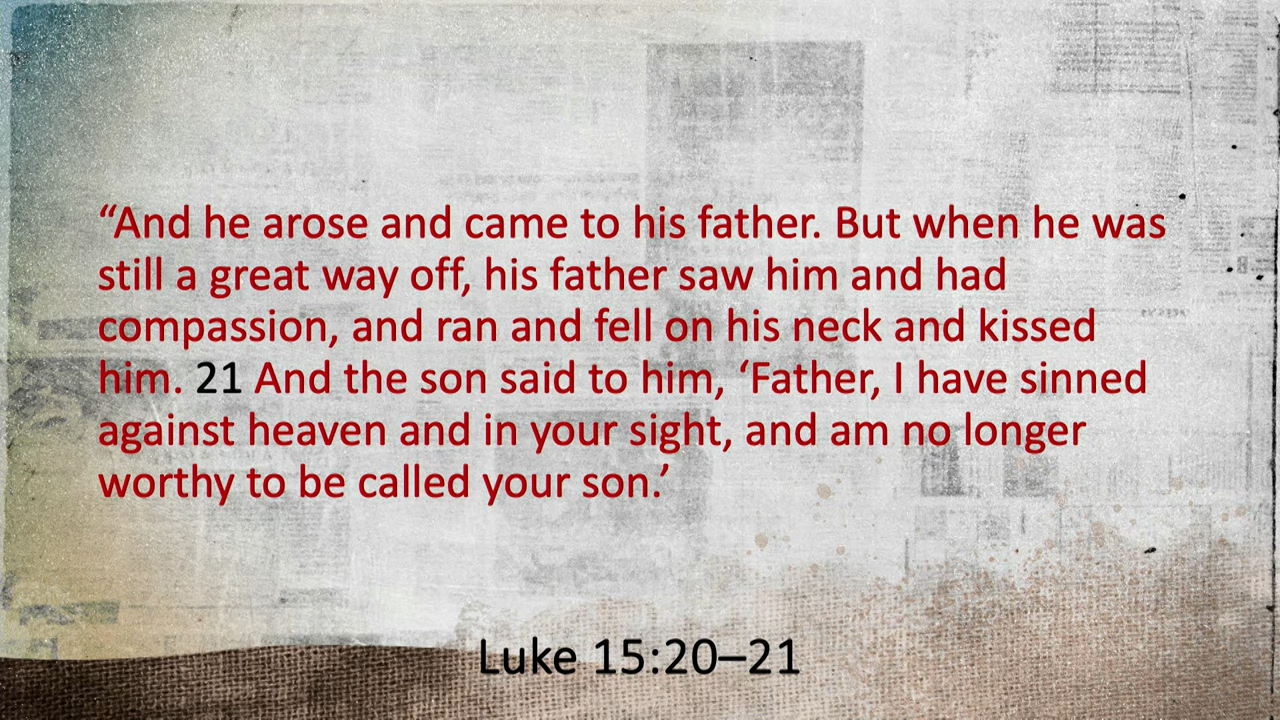 “And he arose and came to his father. But when he was
still a great way off, his father saw him and had
compassion, and ran and fell on his neck and kissed
him. 21 And the son said to him, ‘Father, I have sinned
against heaven and in your sight, and am no longer
worthy to be called your son.’
Luke 15:20–21